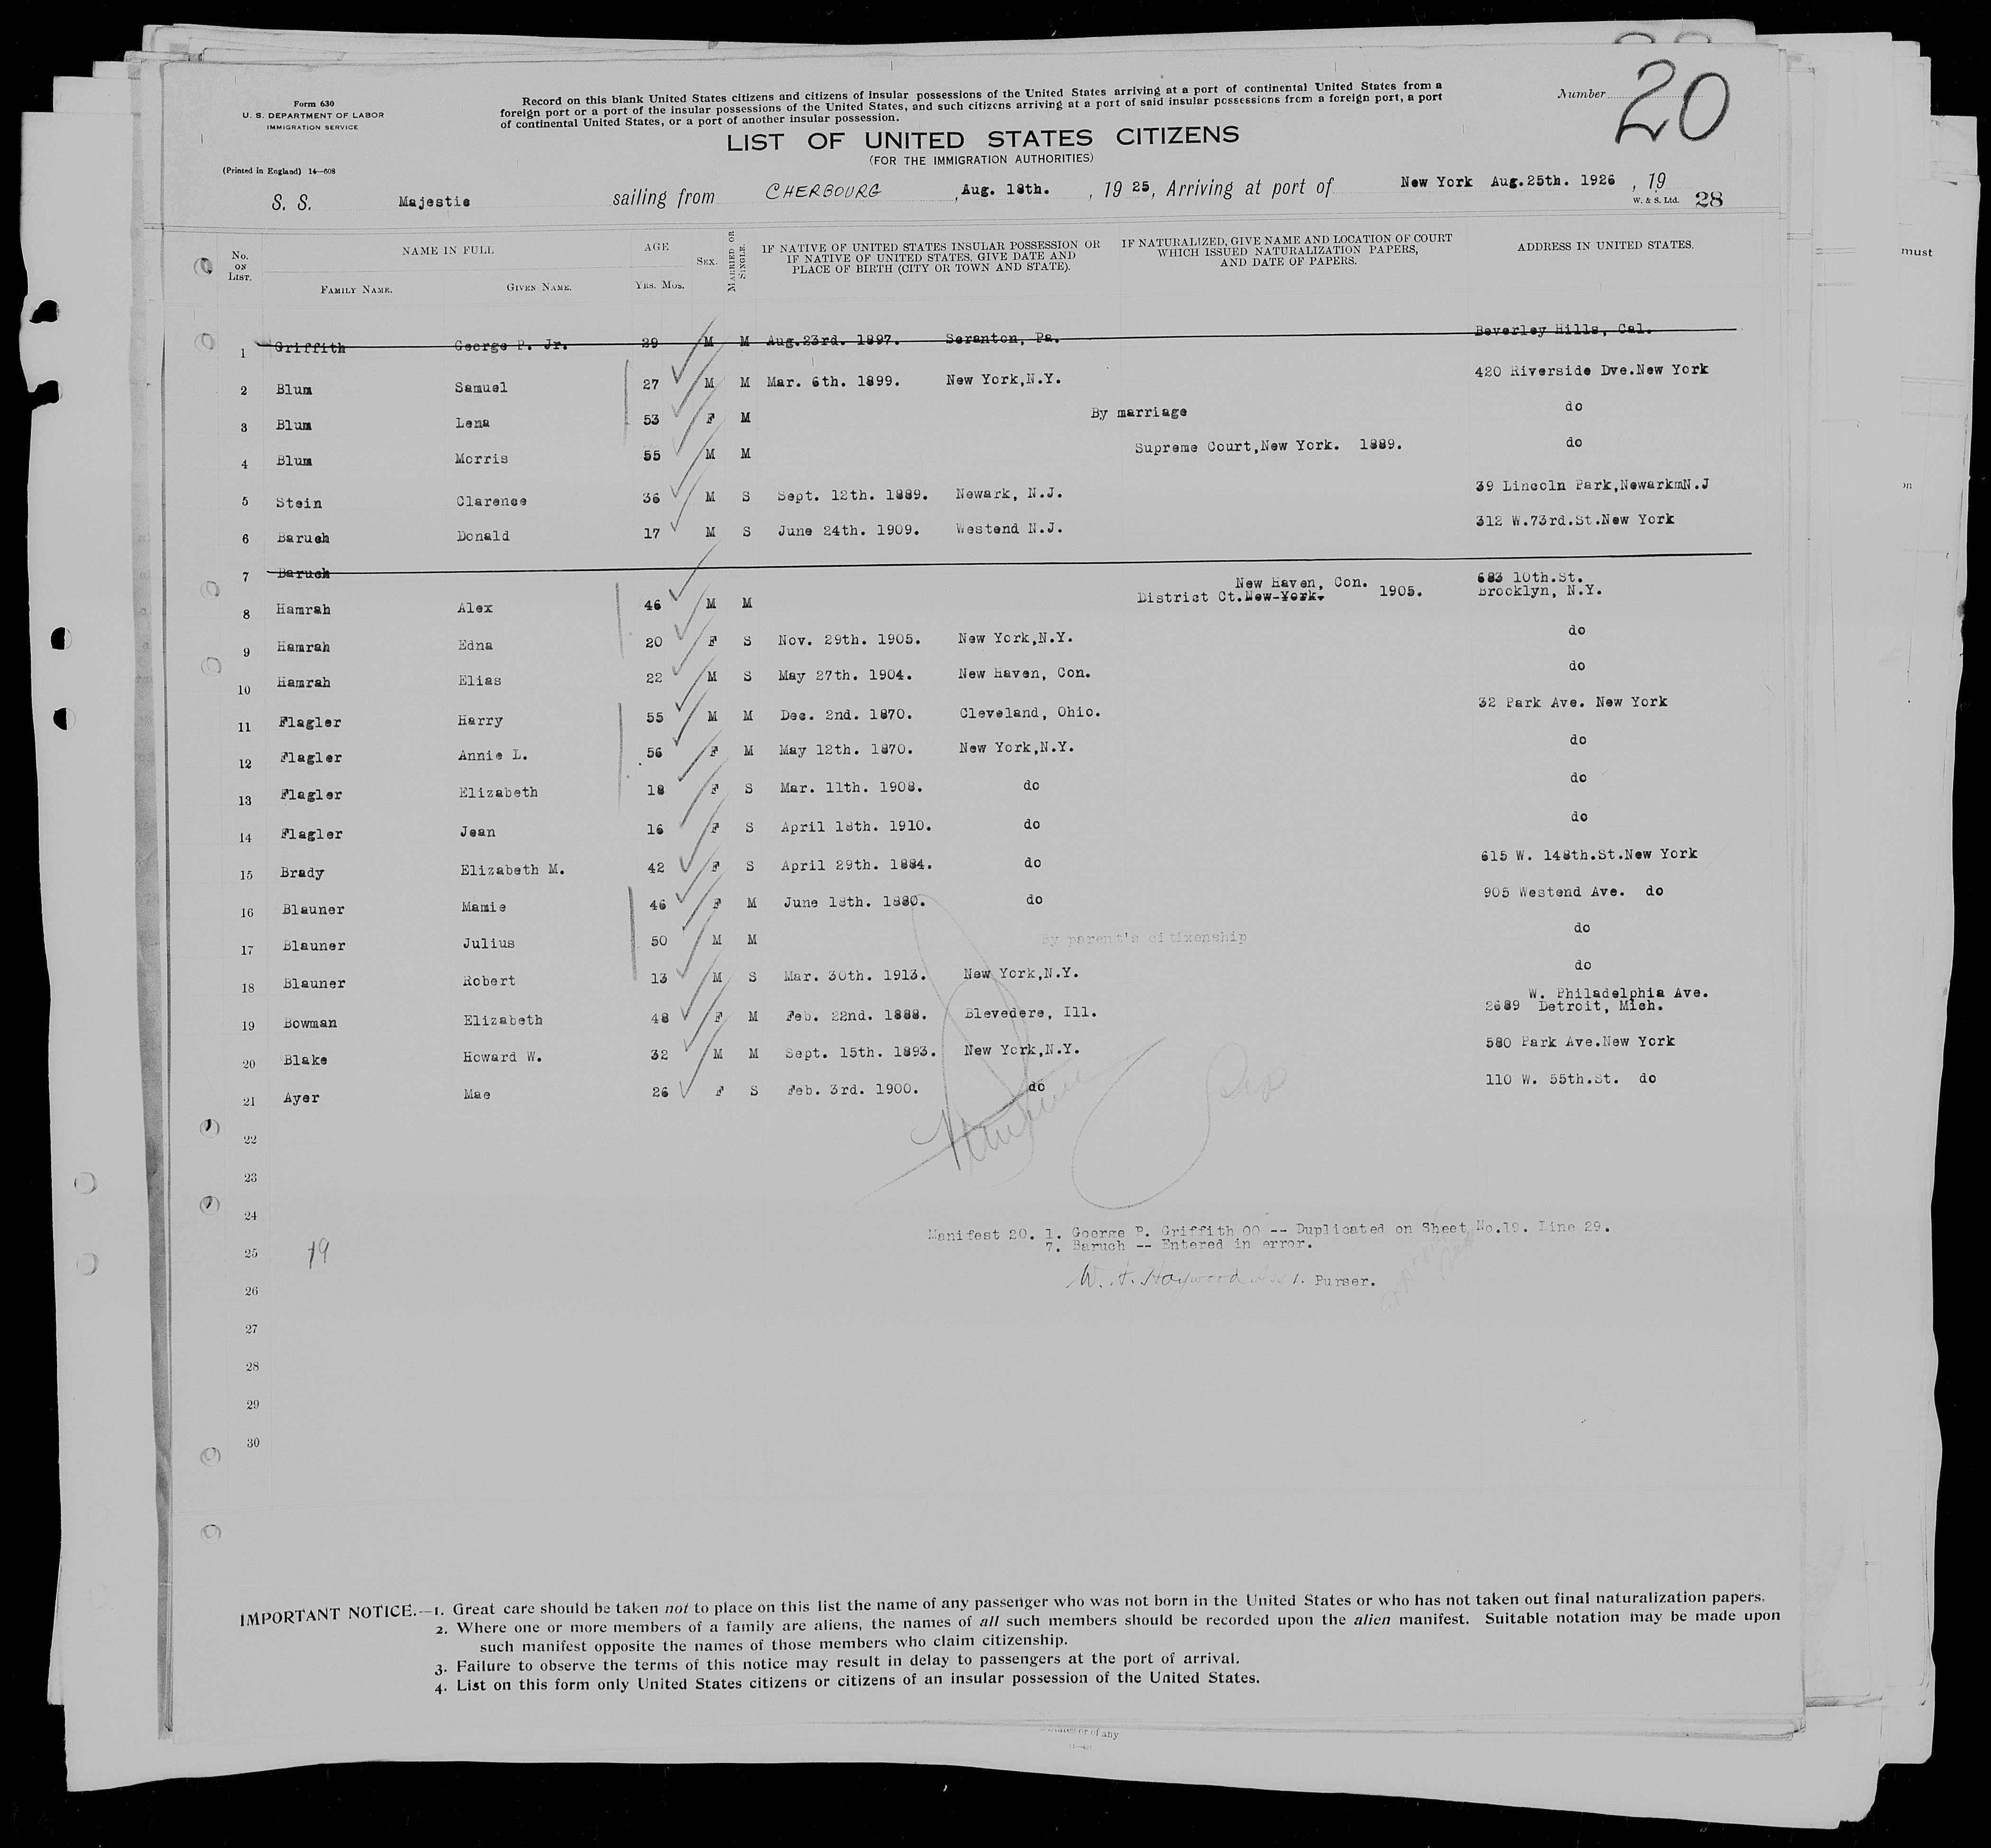 20
Number
Form 630
U. S. DEPARTMENT OF LABOR
IMMIGRATION SERVICE
Record on this blank United States citizens and citizens of insular possessions of the United States arriving at a port of continental United States from a
foreign port or a port of the insular possessions of the United States, and such citizens arriving at a port of said insular possessions from a foreign port, a port
of continental United States, or a port of another insular possession.
LIST OF UNITED STATES CITIZENS
(FOR THE IMMIGRATION AUTHORITIES)
(Printed in England) 14—608
S. S. Majestic sailing from CHERBOURG, Aug. 18th. , 19 25, Arriving at port of New York Aug.25th. 1926 , 19
W. & S. Ltd. 28
No. ON LIST. NAME IN FULL AGE SEX. MARRIED OR SINGLE. IF NATIVE OF UNITED STATES INSULAR POSSESSION OR IF NATIVE OF UNITED STATES, GIVE DATE AND PLACE OF BIRTH (CITY OR TOWN AND STATE). IF NATURALIZED, GIVE NAME AND LOCATION OF COURT WHICH ISSUED NATURALIZATION PAPERS, AND DATE OF PAPERS. ADDRESS IN UNITED STATES.
FAMILY NAME. GIVEN NAME. YRS. MOS.
1 Griffith George P. Jr. 29 M M Aug.23rd. 1897. Scranton, Pa. Beverley Hills, Cal.
2 Blum Samuel 27 M M Mar. 6th. 1899. New York,N.Y. 420 Riverside Dve.New York
3 Blum Lena 53 F M By marriage do
4 Blum Morris 55 M M Supreme Court,New York. 1889. do
5 Stein Clarence 36 M S Sept. 12th. 1889. Newark, N.J. 39 Lincoln Park,NewarkmN.J
6 Baruch Donald 17 M S June 24th. 1909. Westend N.J. 312 W.73rd.St.New York
7 Baruch
New Haven, Con. 683 10th.St.
8 Hamrah Alex 46 M M District Ct.New York. 1905. Brooklyn, N.Y.
9 Hamrah Edna 20 F S Nov. 29th. 1905. New York,N.Y. do
10 Hamrah Elias 22 M S May 27th. 1904. New Haven, Con. do
11 Flagler Harry 55 M M Dec. 2nd. 1870. Cleveland, Ohio. 32 Park Ave. New York
12 Flagler Annie L. 56 F M May 12th. 1870. New York,N.Y. do
13 Flagler Elizabeth 18 F S Mar. 11th. 1908. do do
14 Flagler Jean 16 F S April 18th. 1910. do do
15 Brady Elizabeth M. 42 F S April 29th. 1884. do 615 W. 148th.St.New York
16 Blauner Mamie 46 F M June 18th. 1880. do 905 Westend Ave. do
17 Blauner Julius 50 M M By parent's citixenship do
18 Blauner Robert 13 M S Mar. 30th. 1913. New York,N.Y. do
W. Philadelphia Ave.
19 Bowman Elizabeth 48 F M Feb. 22nd. 1888. Blevedere, Ill. 2689 Detroit, Mich.
20 Blake Howard W. 32 M M Sept. 15th. 1893. New York,N.Y. 580 Park Ave.New York
21 Ayer Mae 26 F S Feb. 3rd. 1900. do 110 W. 55th.St. do
22
23
24
Manifest 20. 1. Goerge P. Griffith 00 -- Duplicated on Sheet No.19. Line 29.
25 19 7. Baruch -- Entered in error.
W. H. Hayward 1. Purser.
26
27
28
29
30
IMPORTANT NOTICE.—1. Great care should be taken not to place on this list the name of any passenger who was not born in the United States or who has not taken out final naturalization papers.
2. Where one or more members of a family are aliens, the names of all such members should be recorded upon the alien manifest. Suitable notation may be made upon
such manifest opposite the names of those members who claim citizenship.
3. Failure to observe the terms of this notice may result in delay to passengers at the port of arrival.
4. List on this form only United States citizens or citizens of an insular possession of the United States.
must
or of any